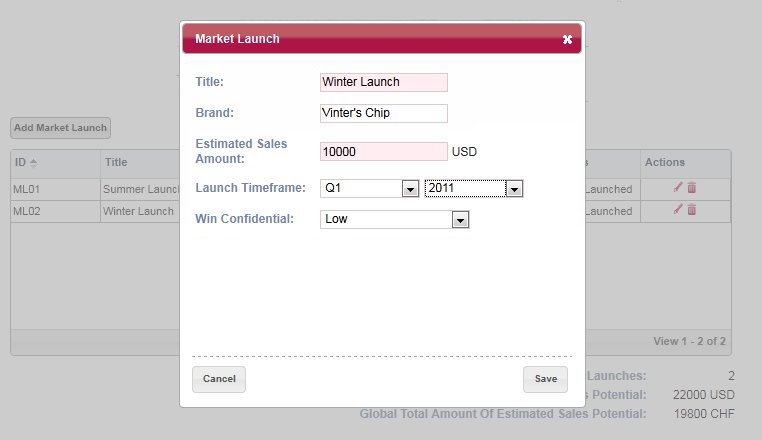 Market Launch
Title: Winter Launch
Brand: Vinter's Chip
Estimated Sales
Amount: 10000 USD
Launch Timeframe: Q1 2011
Win Confidential: Low
Cancel Save
Add Market Launch
ID Title Actions
ML01 Summer Launch Launched
ML02 Winter Launch Launched
View 1 - 2 of 2
Launches: 2
Potential: 22000 USD
Global Total Amount Of Estimated Sales Potential: 19800 CHF